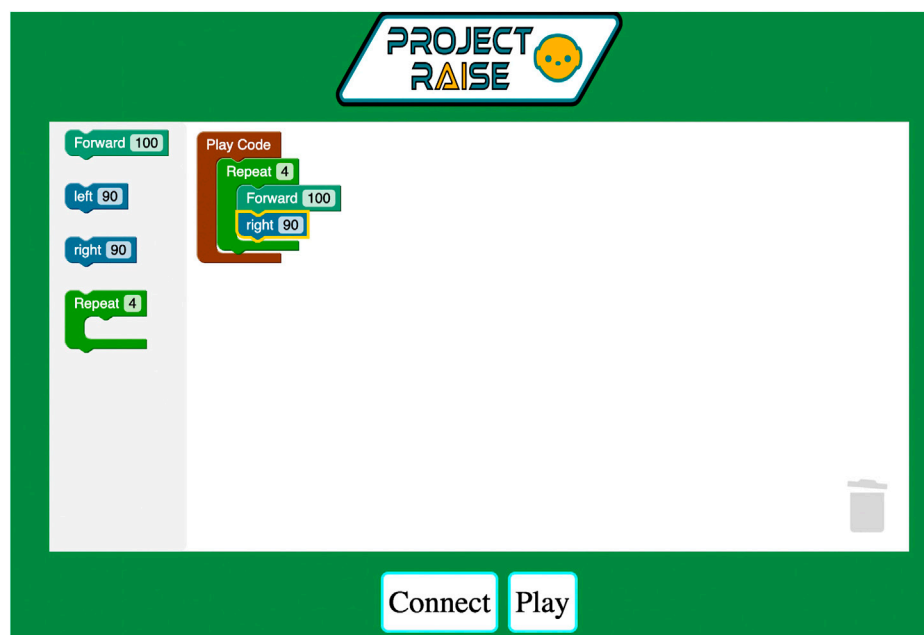 PROJECT
RAISE
Forward 100
left 90
right 90
Repeat 4
Play Code
Repeat 4
Forward 100
right 90
Connect
Play